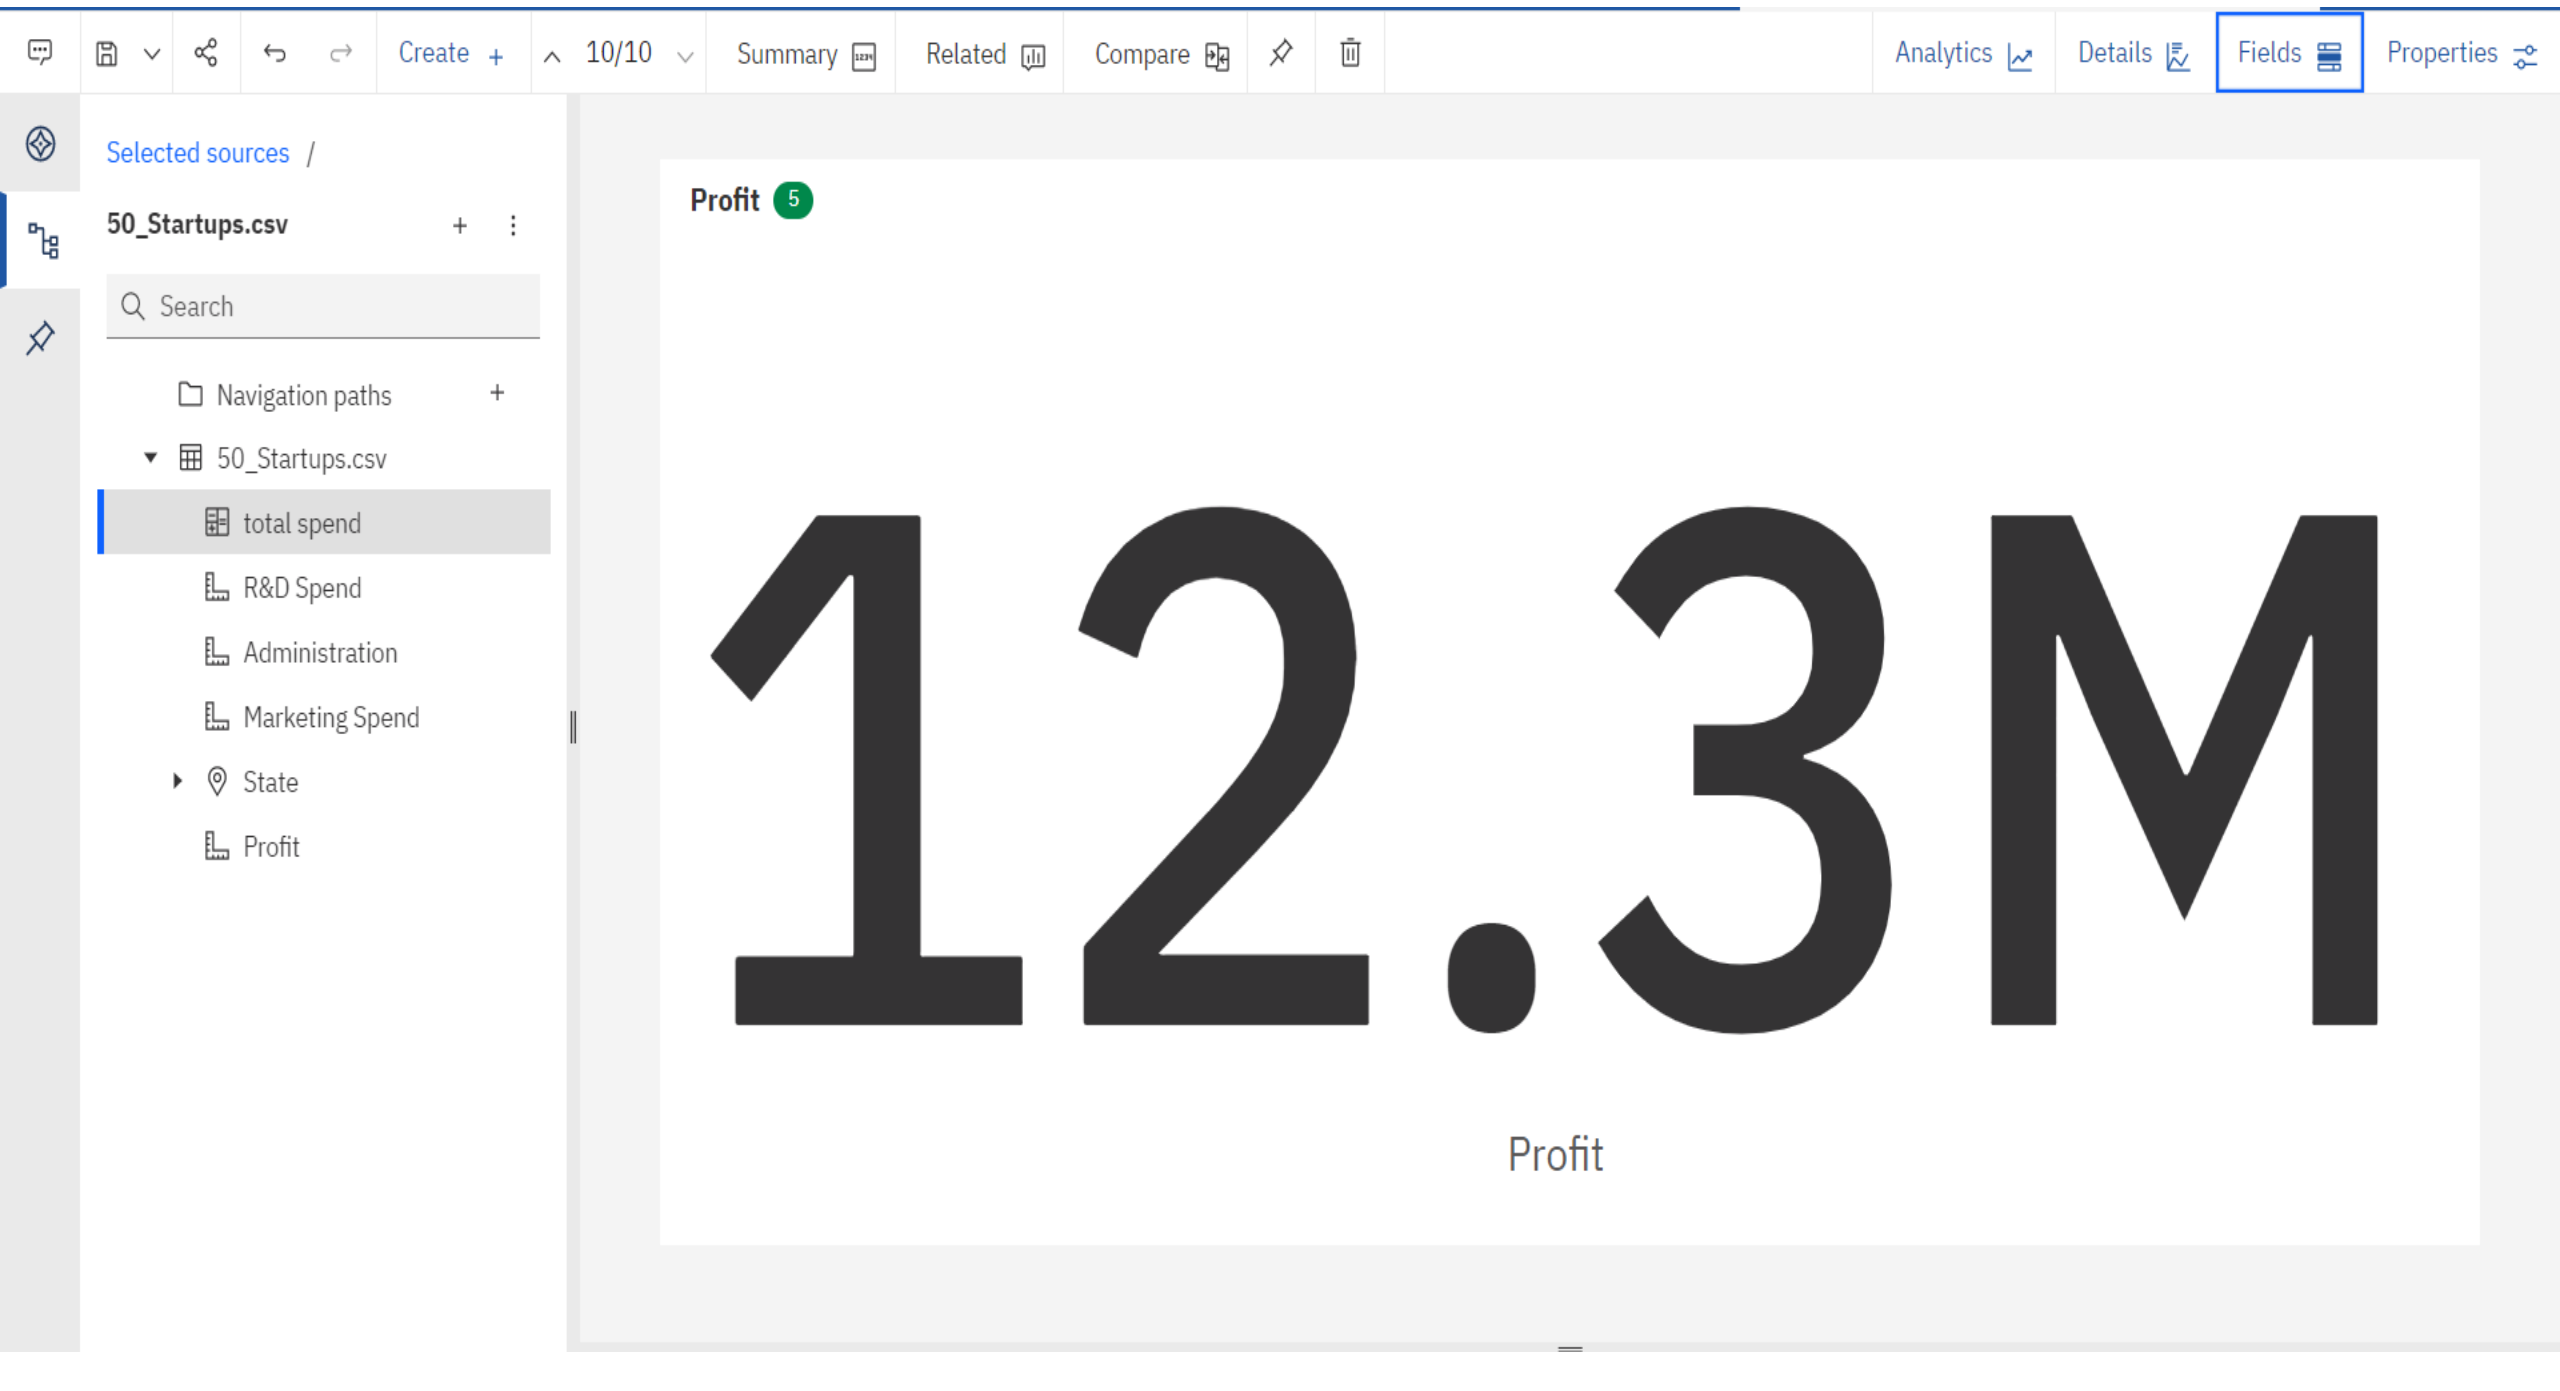 Create + 10/10 Summary Related Compare Analytics Details Fields Properties
Selected sources /
50_Startups.csv
Search
Navigation paths
50_Startups.csv
total spend
R&D Spend
Administration
Marketing Spend
State
Profit
Profit 5
12.3M
Profit